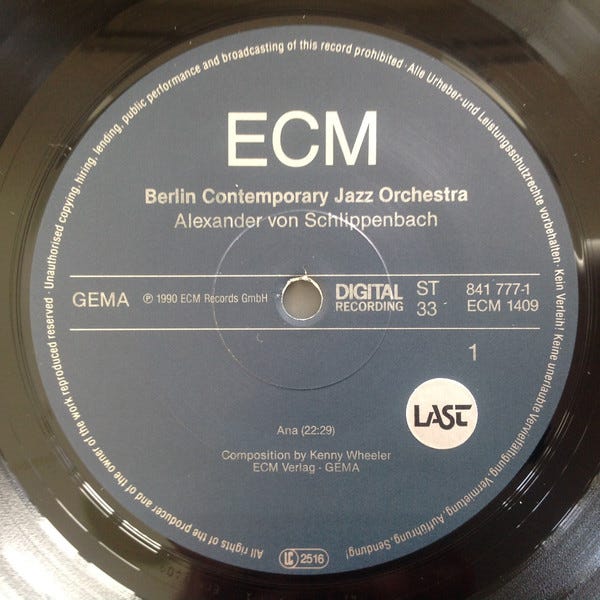 ECM
Berlin Contemporary Jazz Orchestra
Alexander von Schlippenbach
GEMA
℗ 1990 ECM Records GmbH
DIGITAL
RECORDING
ST
33
841 777-1
ECM 1409
1
LAST
Ana (22:29)
Composition by Kenny Wheeler
ECM Verlag · GEMA
LC 2516
All rights of the producer and of the owner of the work reproduced reserved · Unauthorised copying, hiring, lending, public performance and broadcasting of this record prohibited · Alle Urheber-und Leistungsschutzrechte vorbehalten · Kein Verleih! Keine unerlaubte Vervielfältigung, Vermietung, Aufführung, Sendung!